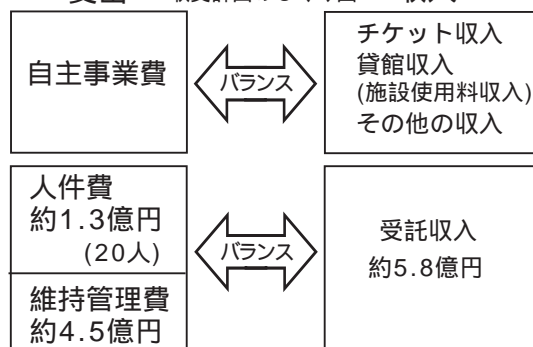 自主事業費
バランス
チケット収入
貸館収入
(施設使用料収入)
その他の収入
人件費
約1.3億円
(20人)
維持管理費
約4.5億円
バランス
受託収入
約5.8億円